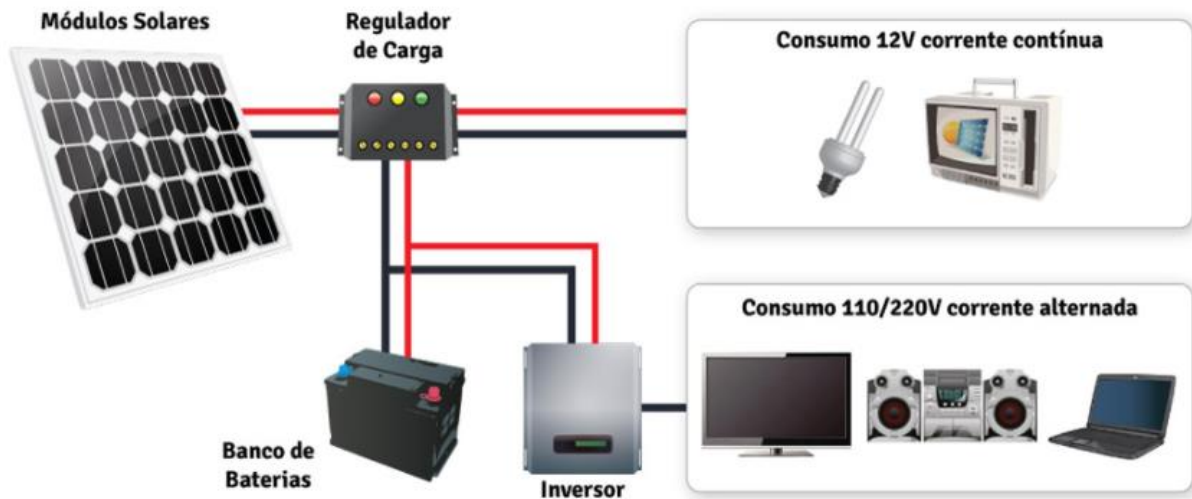 Módulos Solares
Regulador
de Carga
Consumo 12V corrente contínua
Consumo 110/220V corrente alternada
Banco de
Baterias
Inversor